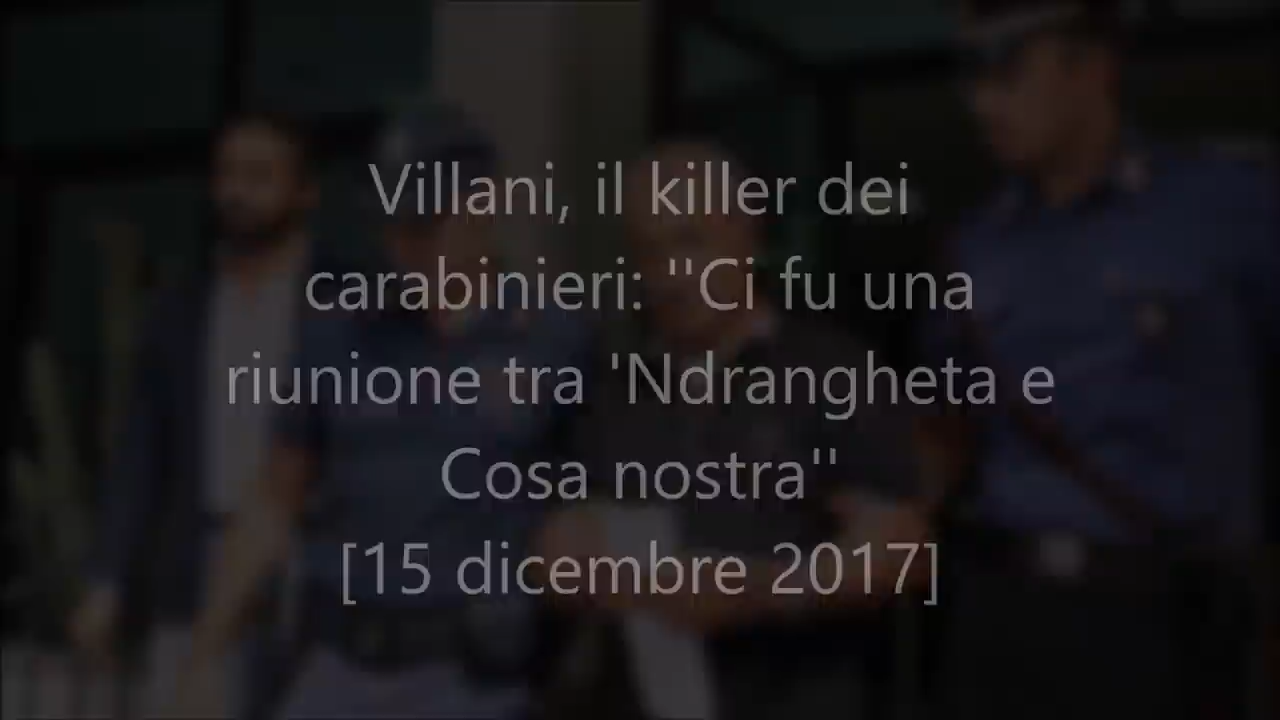 Villani, il killer dei
carabinieri: ''Ci fu una
riunione tra 'Ndrangheta e
Cosa nostra''
[15 dicembre 2017]